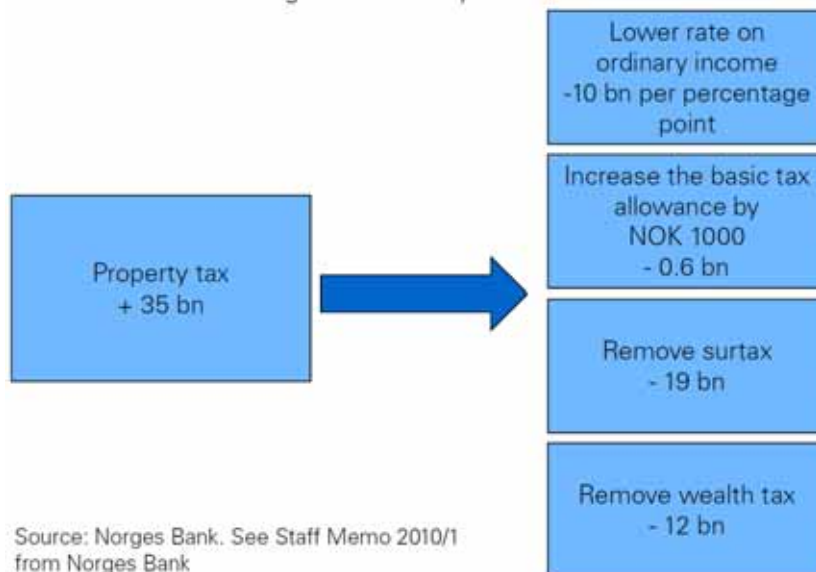 Property tax
+ 35 bn
Lower rate on
ordinary income
-10 bn per percentage
point
Increase the basic tax
allowance by
NOK 1000
- 0.6 bn
Remove surtax
- 19 bn
Remove wealth tax
- 12 bn
Source: Norges Bank. See Staff Memo 2010/1
from Norges Bank